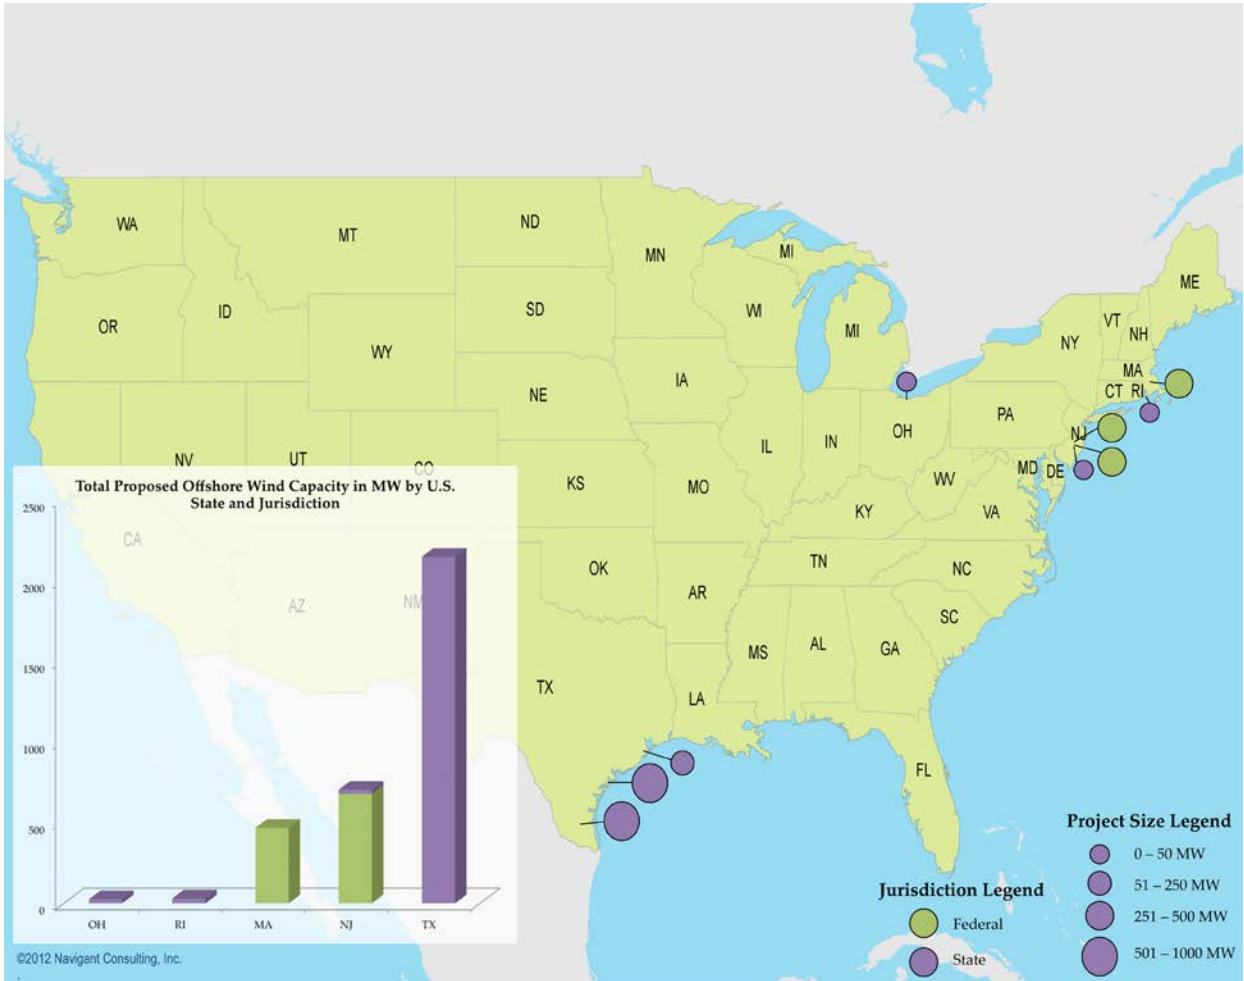 WA
MT
ND
MN
MI
ME
OR
ID
SD
WI
MI
VT
NH
NY
WY
MA
CT RI
IA
NE
PA
OH
NJ
IL
IN
NV
UT
CO
KS
MO
WV
MD
DE
KY
VA
CA
AZ
NM
OK
TN
NC
AR
SC
MS
AL
GA
TX
LA
FL
Total Proposed Offshore Wind Capacity in MW by U.S.
State and Jurisdiction
2500
2000
1500
1000
500
0
OH
RI
MA
NJ
TX
Project Size Legend
0 – 50 MW
51 – 250 MW
251 – 500 MW
501 – 1000 MW
Jurisdiction Legend
Federal
State
©2012 Navigant Consulting, Inc.